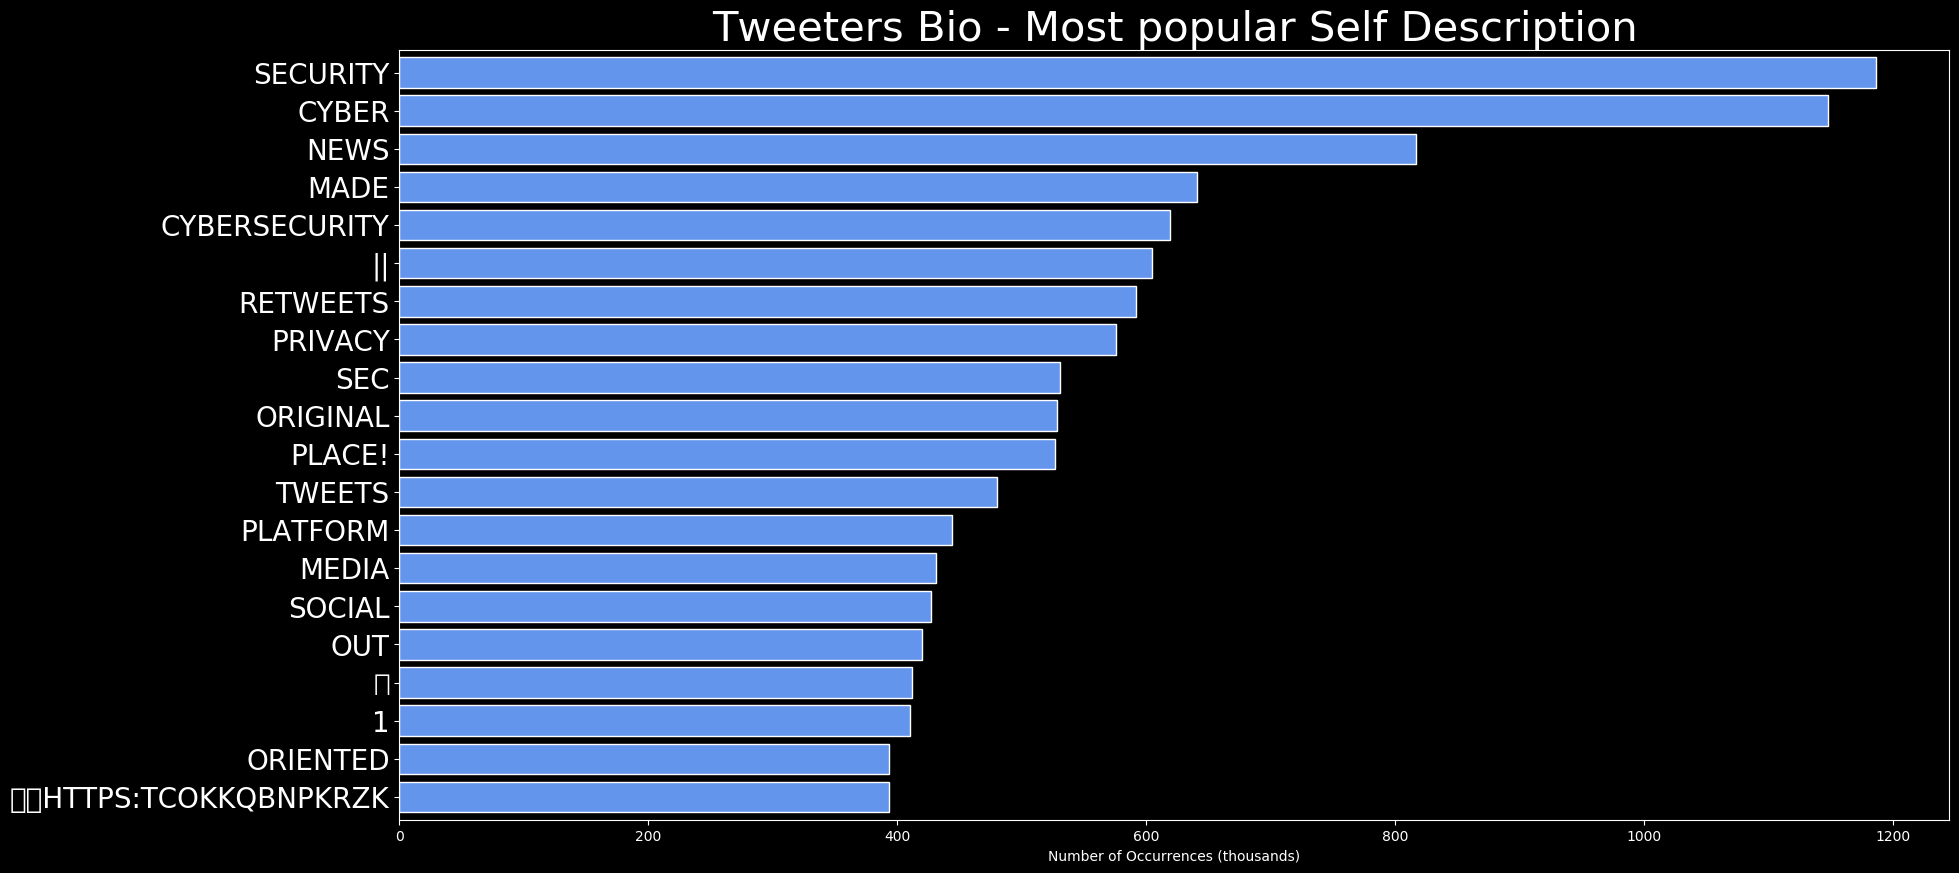 Tweeters Bio - Most popular Self Description
SECURITY
CYBER
NEWS
MADE
CYBERSECURITY
||
RETWEETS
PRIVACY
SEC
ORIGINAL
PLACE!
TWEETS
PLATFORM
MEDIA
SOCIAL
OUT
1
ORIENTED
HTTPS:TCOKKQBNPKRZK
0 200 400 600 800 1000 1200
Number of Occurrences (thousands)